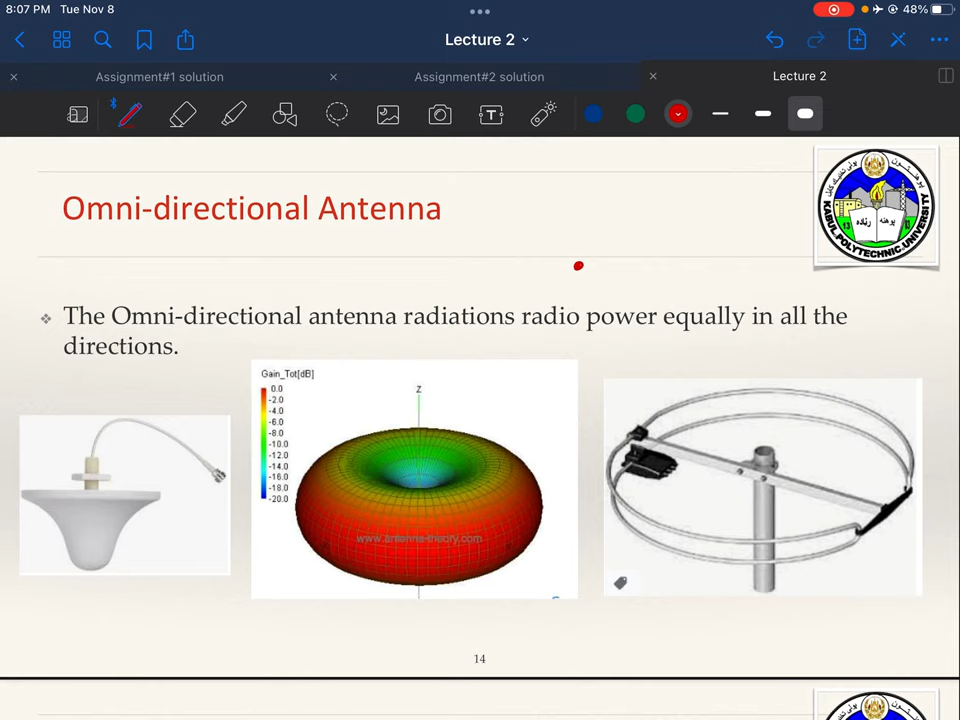 8:07 PM Tue Nov 8
48%
Lecture 2
Assignment#1 solution
Assignment#2 solution
Lecture 2
T
Omni-directional Antenna
KABUL POLYTECHNIC UNIVERSITY
The Omni-directional antenna radiations radio power equally in all the
directions.
Gain_Tot[dB]
0.0
-2.0
-4.0
-6.0
-8.0
-10.0
-12.0
-14.0
-16.0
-18.0
-20.0
Z
www.antenna-theory.com
14